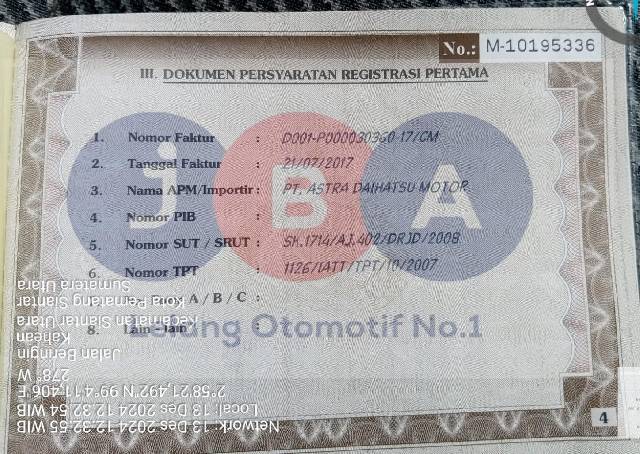 No.: M-10195336
III. DOKUMEN PERSYARATAN REGISTRASI PERTAMA
1. Nomor Faktur : D001-P000030360-17/CM
2. Tanggal Faktur : 21/07/2017
3. Nama APM/Importir : PT. ASTRA DAIHATSU MOTOR
4. Nomor PIB :
5. Nomor SUT / SRUT : SK.1714/AJ.402/DRJD/2008
6. Nomor TPT : 1126/IATT/TPT/10/2007
A / B / C :
8. Lain - lain :
J B A
Lelang Otomotif No.1
4
Network: 13 Des 2024 12.32.55 WIB
Local: 13 Des 2024 12.32.54 WIB
2°58'21,492"N 99°4'11,406"E
278° W
Jalan Beringin
Kahean
Kecamatan Siantar Utara
Kota Pematang Siantar
Sumatera Utara